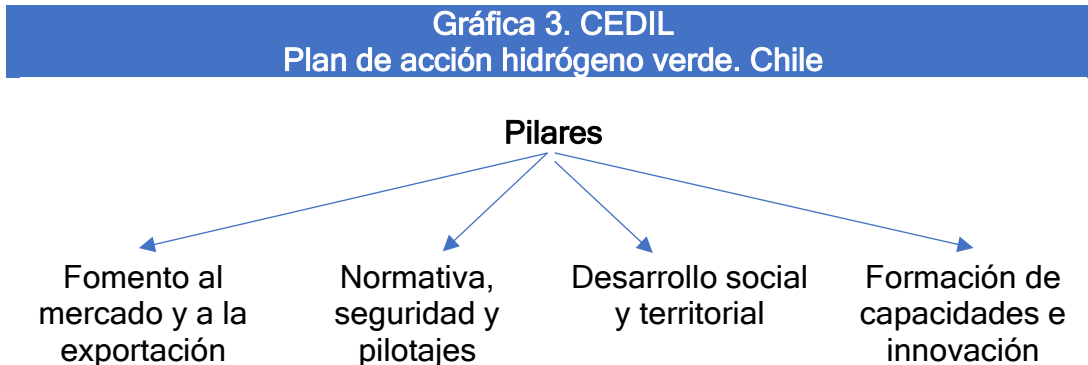 Gráfica 3. CEDIL
Plan de acción hidrógeno verde. Chile
Pilares
Fomento al
mercado y a la
exportación
Normativa,
seguridad y
pilotajes
Desarrollo social
y territorial
Formación de
capacidades e
innovación